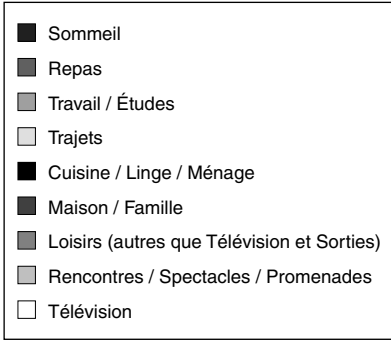 Sommeil
Repas
Travail / Études
Trajets
Cuisine / Linge / Ménage
Maison / Famille
Loisirs (autres que Télévision et Sorties)
Rencontres / Spectacles / Promenades
Télévision